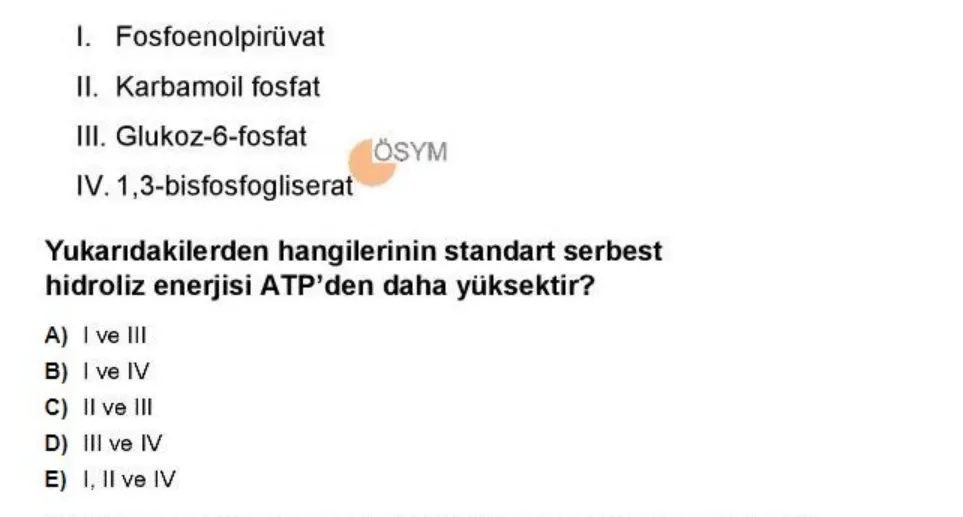 I. Fosfoenolpirüvat
II. Karbamoil fosfat
III. Glukoz-6-fosfat
ÖSYM
IV. 1,3-bisfosfogliserat
Yukarıdakilerden hangilerinin standart serbest
hidroliz enerjisi ATP’den daha yüksektir?
A) I ve III
B) I ve IV
C) II ve III
D) III ve IV
E) I, II ve IV